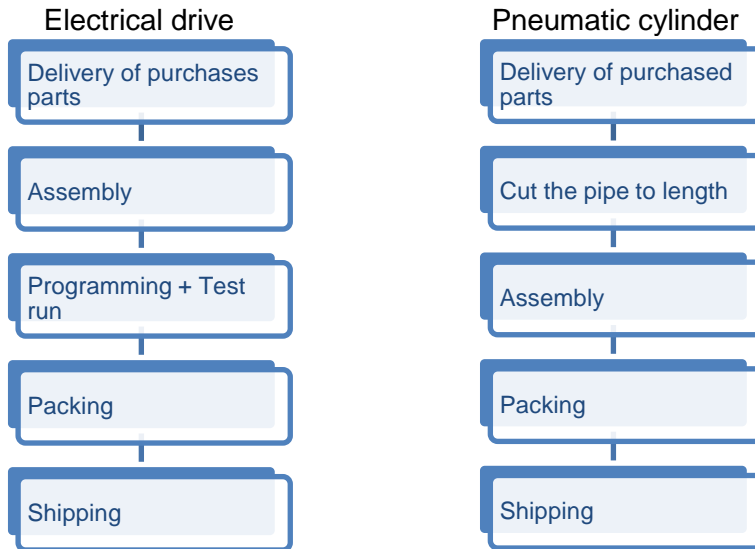 Electrical drive
Delivery of purchases
parts
Assembly
Programming + Test
run
Packing
Shipping
Pneumatic cylinder
Delivery of purchased
parts
Cut the pipe to length
Assembly
Packing
Shipping